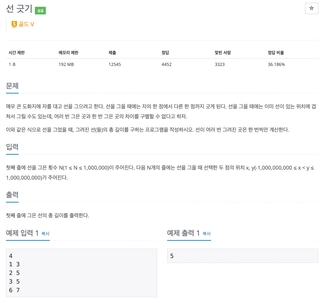 선 긋기 성공
골드 V
시간 제한 메모리 제한 제출 정답 맞힌 사람 정답 비율
1 초 192 MB 12545 4452 3323 36.186%
문제
매우 큰 도화지에 자를 대고 선을 그으려고 한다. 선을 그을 때에는 자의 한 점에서 다른 한 점까지 긋게 된다. 선을 그을 때에는 이미 선이 있는 위치에 겹
쳐서 그릴 수도 있는데, 여러 번 그은 곳과 한 번 그은 곳의 차이를 구별할 수 없다고 하자.
이와 같은 식으로 선을 그었을 때, 그려진 선(들)의 총 길이를 구하는 프로그램을 작성하시오. 선이 여러 번 그려진 곳은 한 번씩만 계산한다.
입력
첫째 줄에 선을 그은 횟수 N (1 ≤ N ≤ 1,000,000)이 주어진다. 다음 N개의 줄에는 선을 그을 때 선택한 두 점의 위치 x, y (-1,000,000,000 ≤ x < y ≤
1,000,000,000)가 주어진다.
출력
첫째 줄에 그은 선의 총 길이를 출력한다.
예제 입력 1 복사
4
1 3
2 5
3 5
6 7
예제 출력 1 복사
5